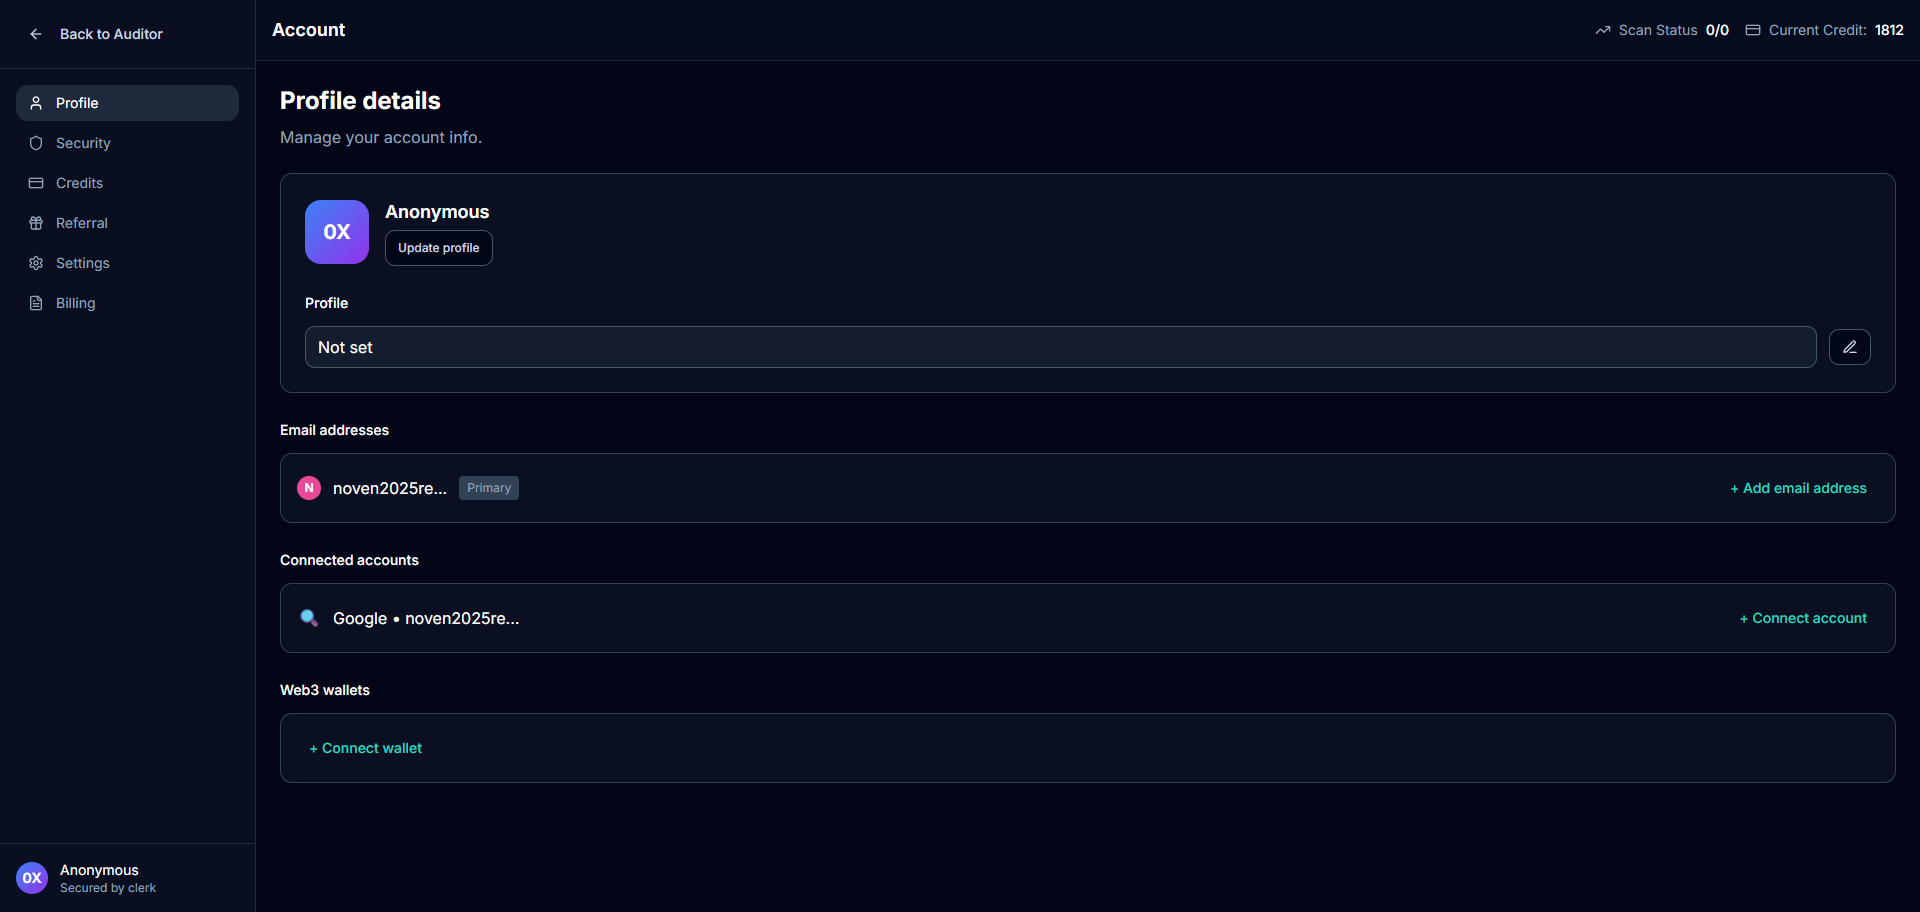 Back to Auditor
Profile
Security
Credits
Referral
Settings
Billing
0X
Anonymous
Secured by clerk
Account
Scan Status 0/0
Current Credit: 1812
Profile details
Manage your account info.
0X
Anonymous
Update profile
Profile
Not set
Email addresses
N
noven2025re...
Primary
+ Add email address
Connected accounts
Google • noven2025re...
+ Connect account
Web3 wallets
+ Connect wallet